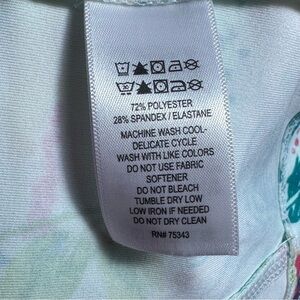 72% POLYESTER
28% SPANDEX / ELASTANE
MACHINE WASH COOL-
DELICATE CYCLE
WASH WITH LIKE COLORS
DO NOT USE FABRIC
SOFTENER
DO NOT BLEACH
TUMBLE DRY LOW
LOW IRON IF NEEDED
DO NOT DRY CLEAN
RN# 75343